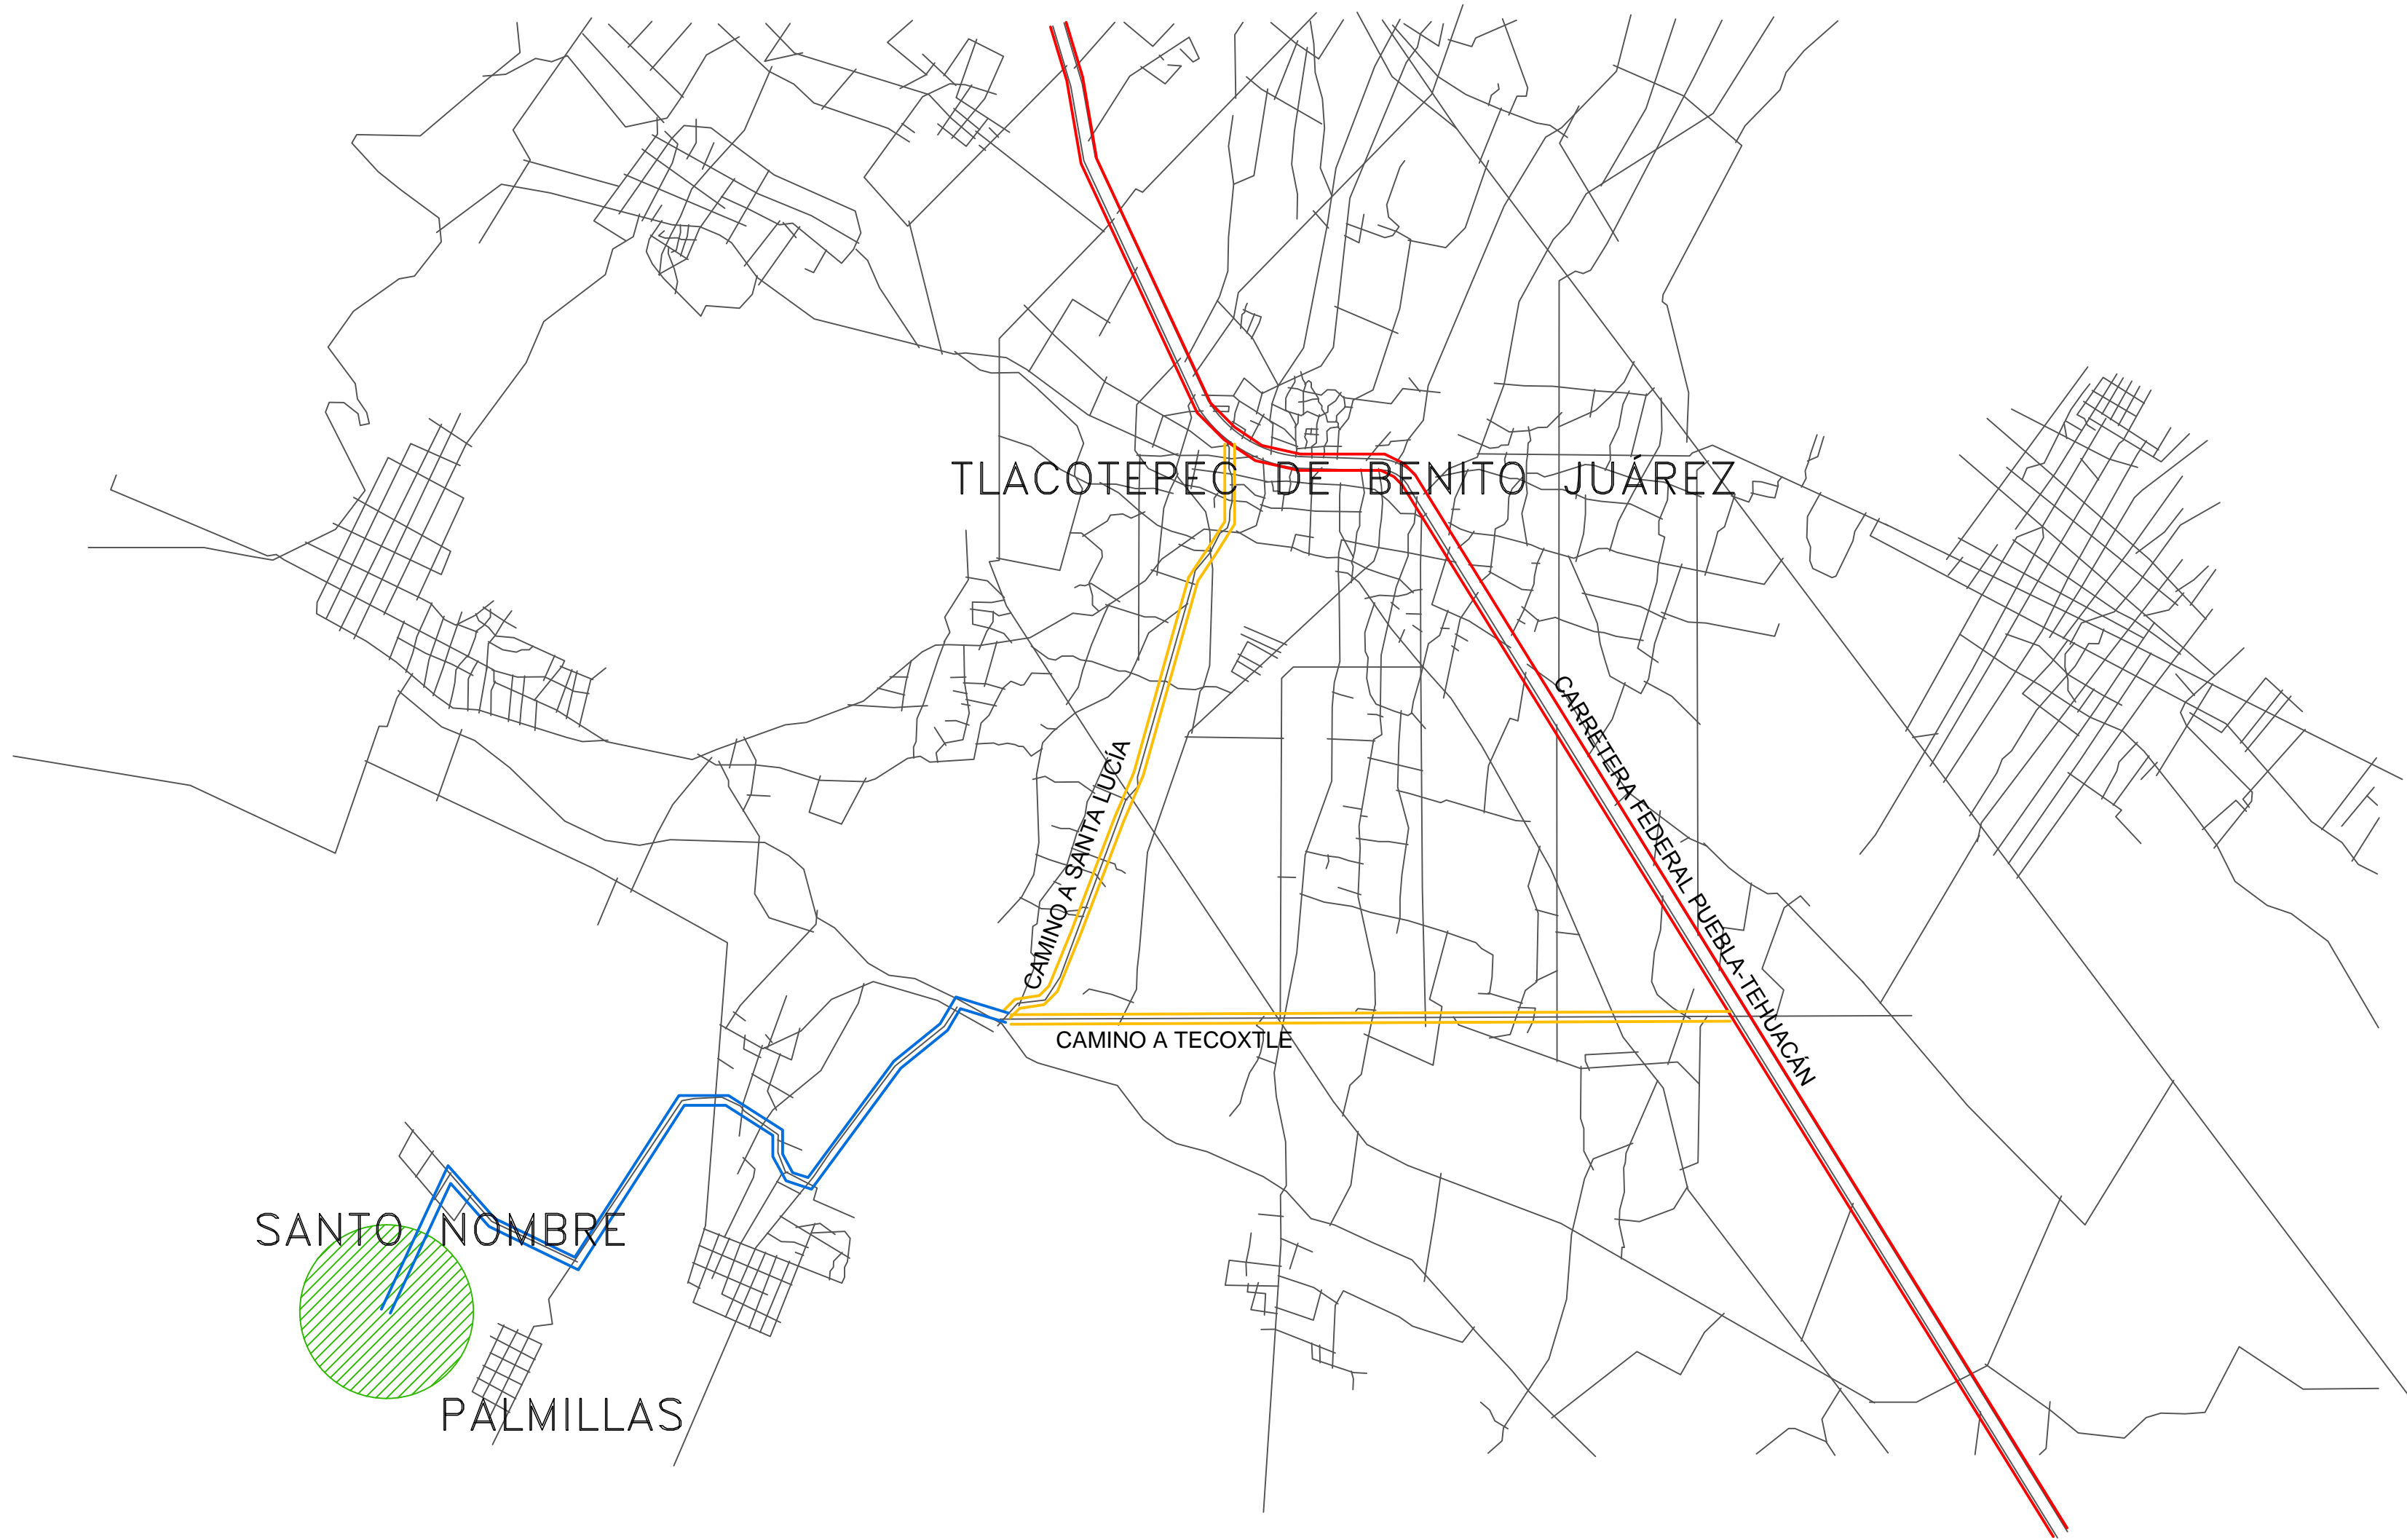 TLACOTEPEC DE BENITO JUÁREZ
CARRETERA FEDERAL PUEBLA-TEHUACÁN
CAMINO A SANTA LUCÍA
CAMINO A TECOXTLE
SANTO NOMBRE
PALMILLAS